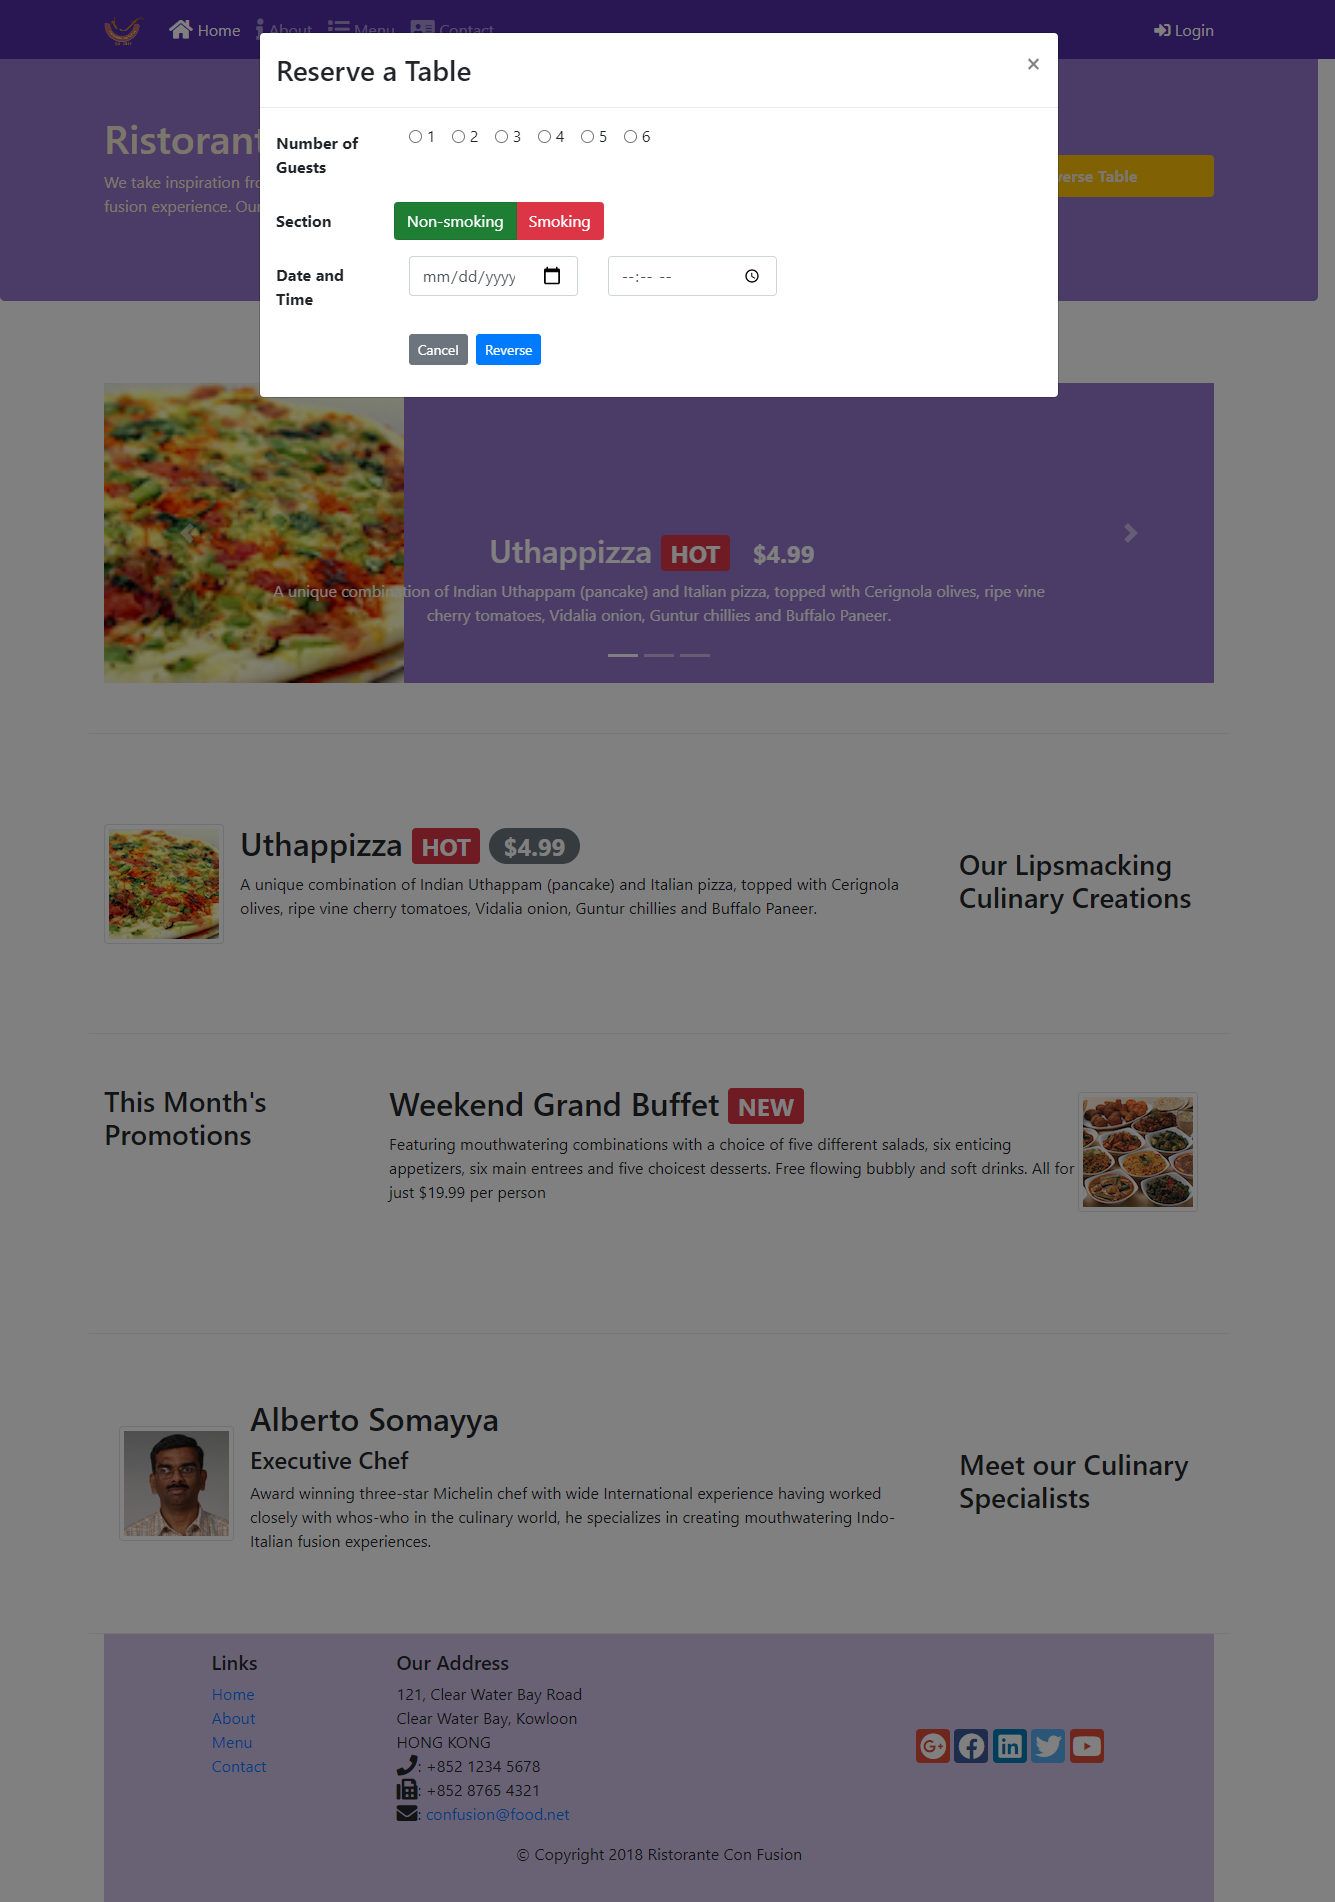 Home About Menu Contact Login
Reserve a Table ×
Ristorant
We take inspiration fr
fusion experience. Our
verse Table
Number of Guests
1 2 3 4 5 6
Section
Non-smoking Smoking
Date and Time
mm/dd/yyyy --:-- --
Cancel Reverse
Uthappizza HOT $4.99
A unique combination of Indian Uthappam (pancake) and Italian pizza, topped with Cerignola olives, ripe vine
cherry tomatoes, Vidalia onion, Guntur chillies and Buffalo Paneer.
Uthappizza HOT $4.99
A unique combination of Indian Uthappam (pancake) and Italian pizza, topped with Cerignola
olives, ripe vine cherry tomatoes, Vidalia onion, Guntur chillies and Buffalo Paneer.
Our Lipsmacking
Culinary Creations
This Month's
Promotions
Weekend Grand Buffet NEW
Featuring mouthwatering combinations with a choice of five different salads, six enticing
appetizers, six main entrees and five choicest desserts. Free flowing bubbly and soft drinks. All for
just $19.99 per person
Alberto Somayya
Executive Chef
Award winning three-star Michelin chef with wide International experience having worked
closely with whos-who in the culinary world, he specializes in creating mouthwatering Indo-
Italian fusion experiences.
Meet our Culinary
Specialists
Links
Home
About
Menu
Contact
Our Address
121, Clear Water Bay Road
Clear Water Bay, Kowloon
HONG KONG
: +852 1234 5678
: +852 8765 4321
: confusion@food.net
© Copyright 2018 Ristorante Con Fusion